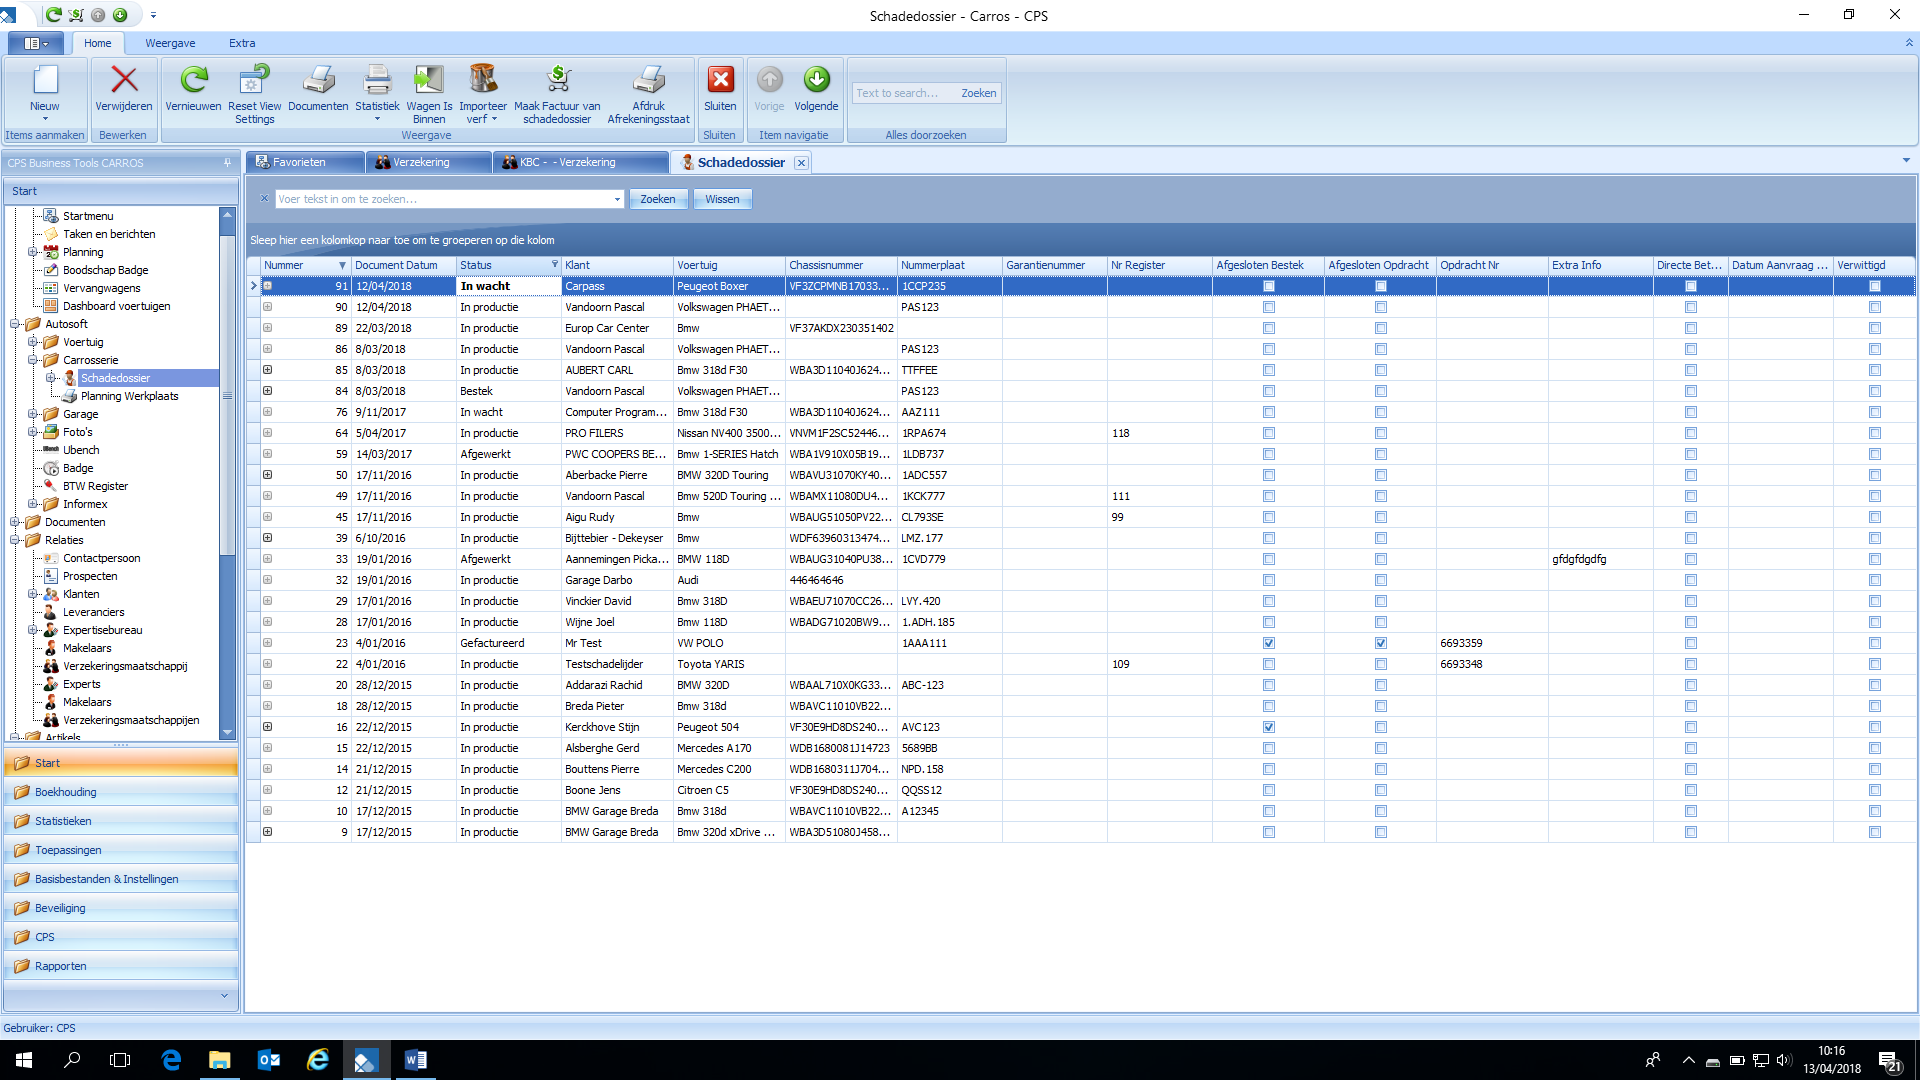 Schadedossier - Carros - CPS
Home Weergave Extra
Nieuw Verwijderen Vernieuwen Reset View Settings Documenten Statistiek Wagen Is Binnen Importeer verf Maak Factuur van schadedossier Afdruk Afrekeningsstaat Sluiten Vorige Volgende Text to search... Zoeken
Items aanmaken Bewerken Weergave Sluiten Item navigatie Alles doorzoeken
CPS Business Tools CARROS
Start
Startmenu
Taken en berichten
Planning
Boodschap Badge
Vervangwagens
Dashboard voertuigen
Autosoft
Voertuig
Carrosserie
Schadedossier
Planning Werkplaats
Garage
Foto's
Ubench
Badge
BTW Register
Informex
Documenten
Relaties
Contactpersoon
Prospecten
Klanten
Leveranciers
Expertisebureau
Makelaars
Verzekeringsmaatschappij
Experts
Makelaars
Verzekeringsmaatschappijen
Artikels
Start
Boekhouding
Statistieken
Toepassingen
Basisbestanden & Instellingen
Beveiliging
CPS
Rapporten
Favorieten Verzekering KBC - - Verzekering Schadedossier
Voer tekst in om te zoeken... Zoeken Wissen
Sleep hier een kolomkop naar toe om te groeperen op die kolom
Nummer Document Datum Status Klant Voertuig Chassisnummer Nummerplaat Garantienummer Nr Register Afgesloten Bestek Afgesloten Opdracht Opdracht Nr Extra Info Directe Bet... Datum Aanvraag ... Verwittigd
91 12/04/2018 In wacht Carpass Peugeot Boxer VF3ZCPMNB17033... 1CCP235
90 12/04/2018 In productie Vandoorn Pascal Volkswagen PHAET... PAS123
89 22/03/2018 In productie Europ Car Center Bmw VF37AKDX230351402
86 8/03/2018 In productie Vandoorn Pascal Volkswagen PHAET... PAS123
85 8/03/2018 In productie AUBERT CARL Bmw 318d F30 WBA3D11040J624... TTFFEE
84 8/03/2018 Bestek Vandoorn Pascal Volkswagen PHAET... PAS123
76 9/11/2017 In wacht Computer Program... Bmw 318d F30 WBA3D11040J624... AAZ111
64 5/04/2017 In productie PRO FILERS Nissan NV400 3500... VNVM1F2SC52446... 1RPA674 118
59 14/03/2017 Afgewerkt PWC COOPERS BE... Bmw 1-SERIES Hatch WBA1V910X05B19... 1LDB737
50 17/11/2016 In productie Aberbacke Pierre BMW 320D Touring WBAVU31070KY40... 1ADC557
49 17/11/2016 In productie Vandoorn Pascal Bmw 520D Touring ... WBAMX11080DU4... 1KCK777 111
45 17/11/2016 In productie Aigu Rudy Bmw WBAUG51050PV22... CL793SE 99
39 6/10/2016 In productie Bijttebier - Dekeyser Bmw WDF63960313474... LMZ.177
33 19/01/2016 Afgewerkt Aannemingen Picka... BMW 118D WBAUG31040PU38... 1CVD779 gfdgfdgdfg
32 19/01/2016 In productie Garage Darbo Audi 446464646
29 17/01/2016 In productie Vinckier David Bmw 318D WBAEU71070CC26... LVY.420
28 17/01/2016 In productie Wijne Joel Bmw 118D WBADG71020BW9... 1.ADH.185
23 4/01/2016 Gefactureerd Mr Test VW POLO 1AAA111 6693359
22 4/01/2016 In productie Testschadelijder Toyota YARIS 109 6693348
20 28/12/2015 In productie Addarazi Rachid BMW 320D WBAAL710X0KG33... ABC-123
18 28/12/2015 In productie Breda Pieter Bmw 318d WBAVC11010VB22...
16 22/12/2015 In productie Kerckhove Stijn Peugeot 504 VF30E9HD8DS240... AVC123
15 22/12/2015 In productie Alsberghe Gerd Mercedes A170 WDB1680081J14723 5689BB
14 21/12/2015 In productie Bouttens Pierre Mercedes C200 WDB1680311J704... NPD.158
12 21/12/2015 In productie Boone Jens Citroen C5 VF30E9HD8DS240... QQSS12
10 17/12/2015 In productie BMW Garage Breda Bmw 318d WBAVC11010VB22... A12345
9 17/12/2015 In productie BMW Garage Breda Bmw 320d xDrive ... WBA3D51080J458...
Gebruiker: CPS
10:16
13/04/2018
21